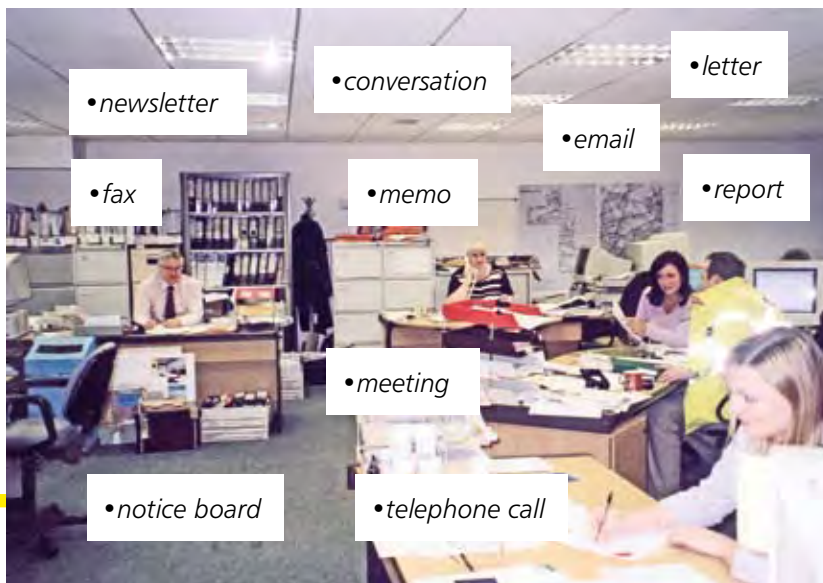 •newsletter
•conversation
•letter
•email
•fax
•memo
•report
•meeting
•notice board
•telephone call